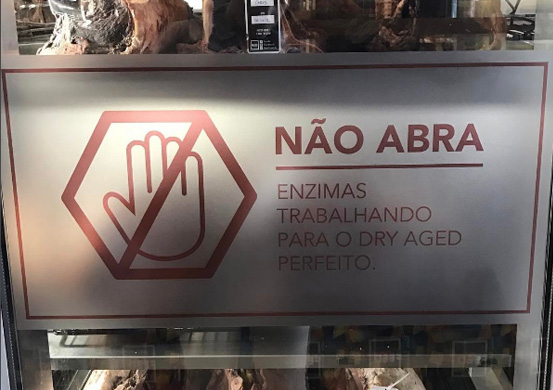 NÃO ABRA
ENZIMAS
TRABALHANDO
PARA O DRY AGED
PERFEITO.